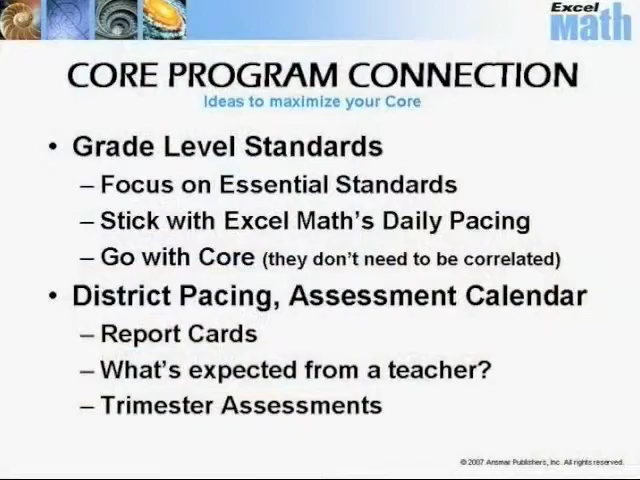 Excel
Math
CORE PROGRAM CONNECTION
Ideas to maximize your Core
• Grade Level Standards
– Focus on Essential Standards
– Stick with Excel Math's Daily Pacing
– Go with Core (they don't need to be correlated)
• District Pacing, Assessment Calendar
– Report Cards
– What's expected from a teacher?
– Trimester Assessments
© 2007 Ansmar Publishers, Inc. All rights reserved.